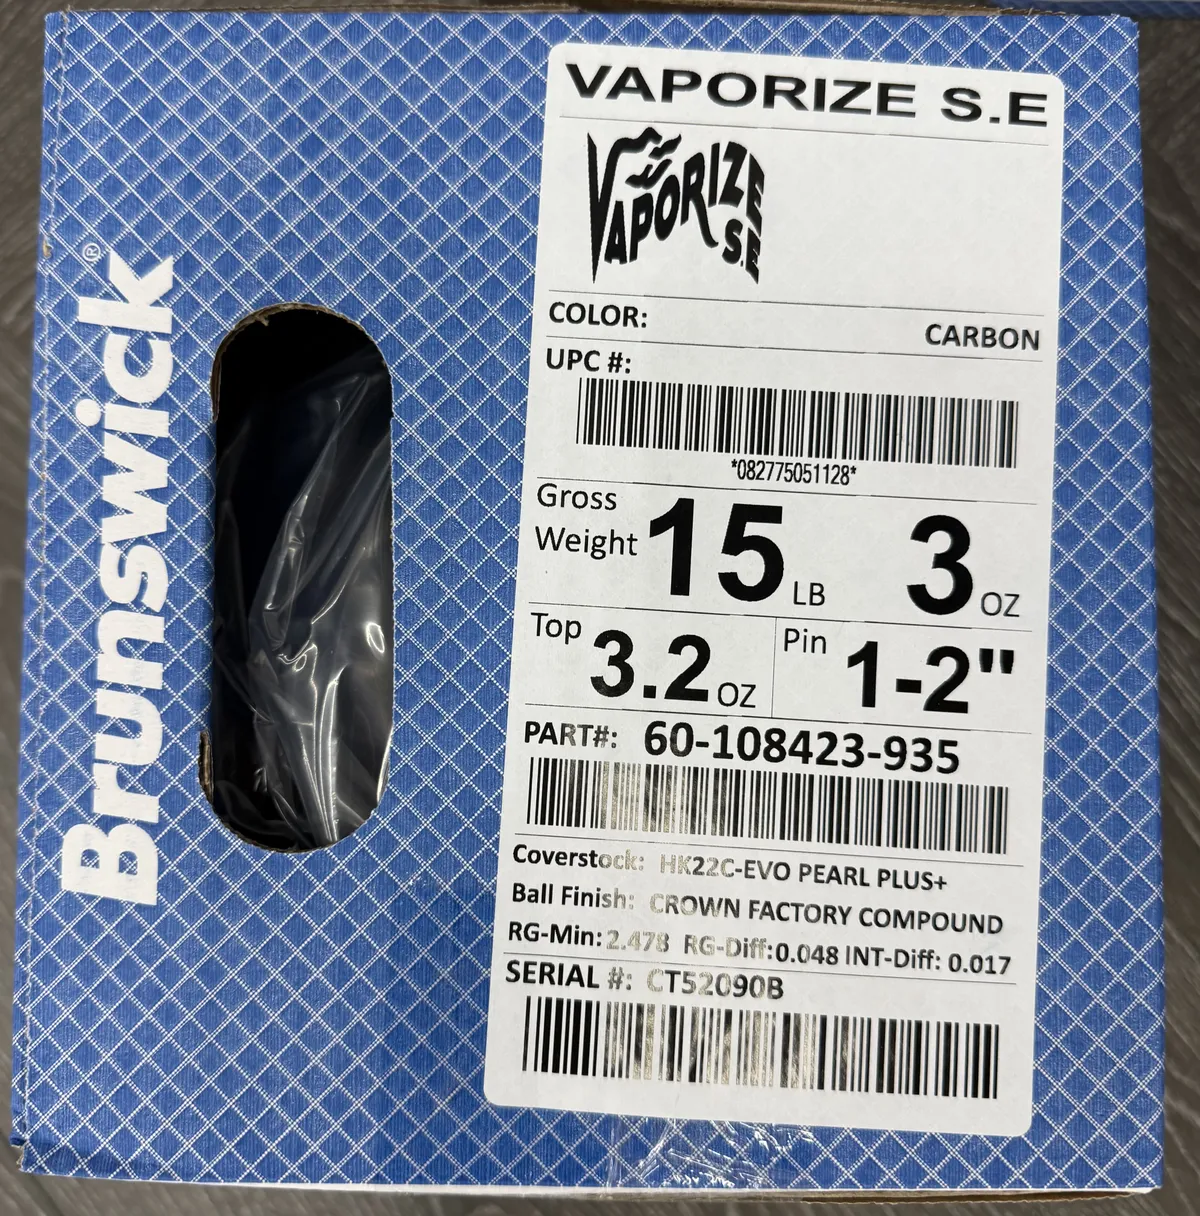 Brunswick®
VAPORIZE S.E
VAPORIZE
S.E
COLOR: CARBON
UPC #:
*082775051128*
Gross Weight 15 LB 3 OZ
Top 3.2 OZ Pin 1-2"
PART#: 60-108423-935
Coverstock: HK22C-EVO PEARL PLUS+
Ball Finish: CROWN FACTORY COMPOUND
RG-Min: 2.478 RG-Diff: 0.048 INT-Diff: 0.017
SERIAL #: CT52090B